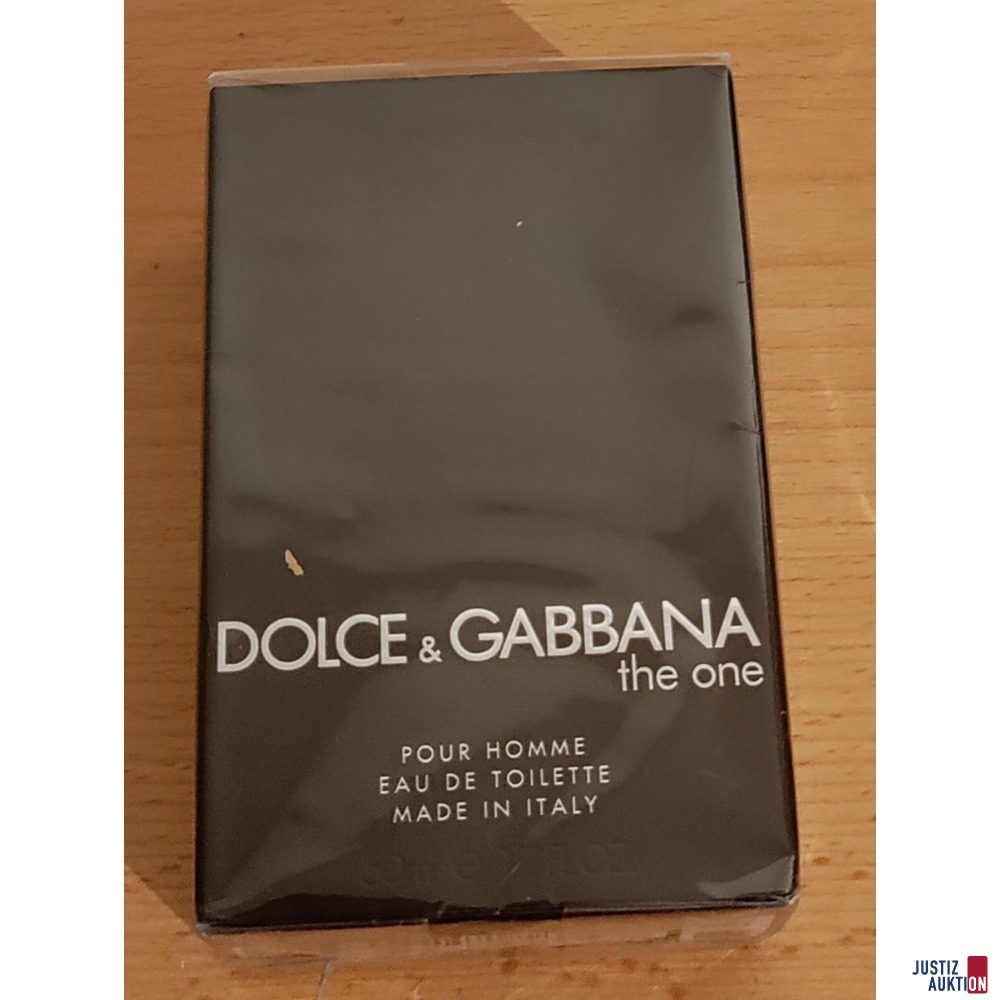 DOLCE & GABBANA
the one
POUR HOMME
EAU DE TOILETTE
MADE IN ITALY
JUSTIZ
AUKTION